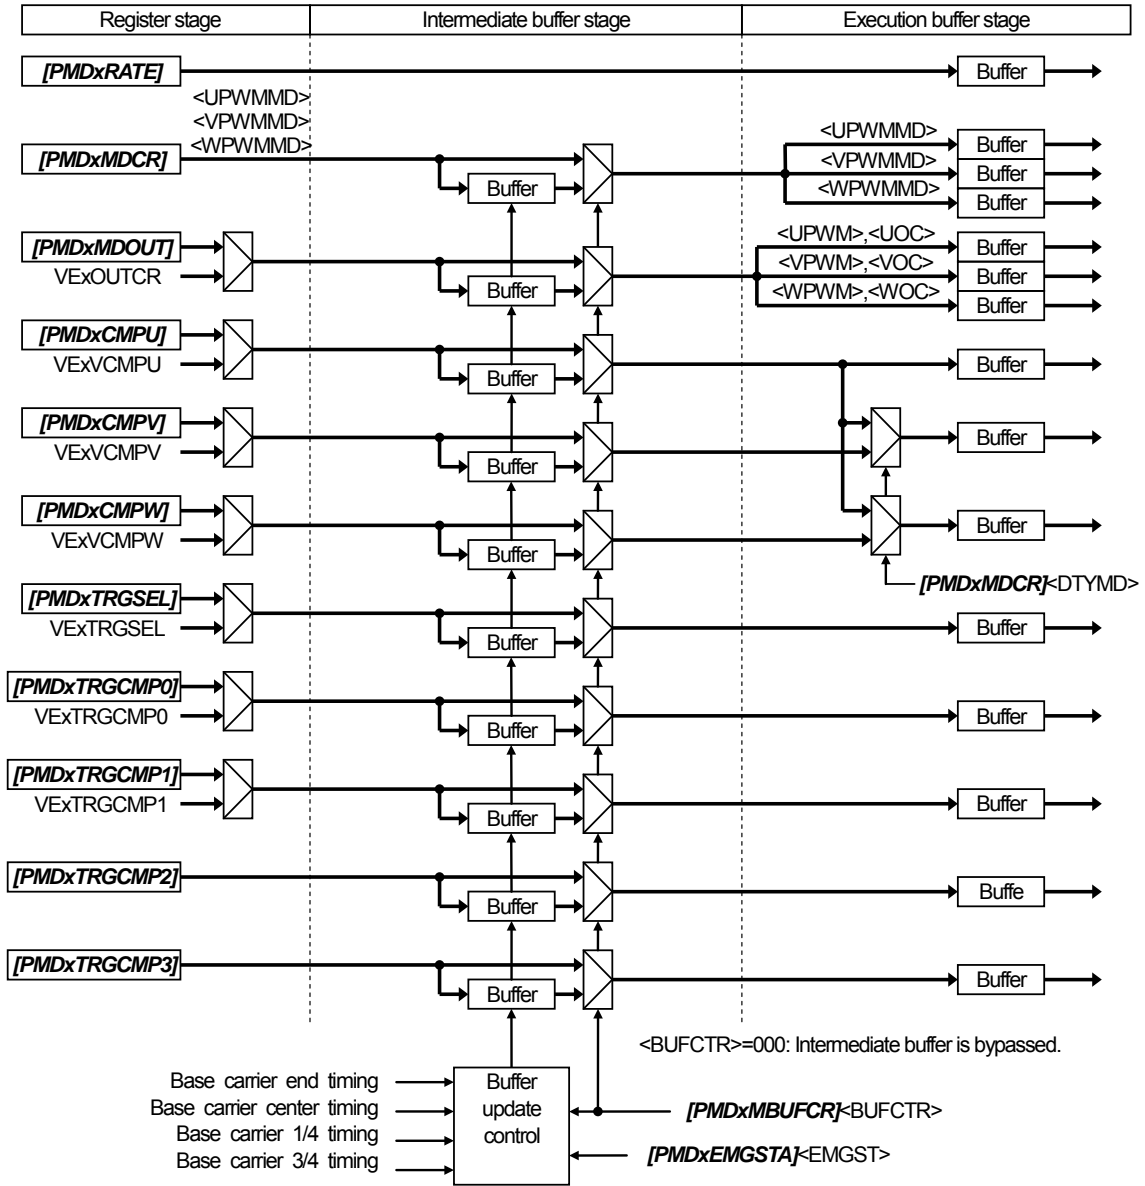 Register stage Intermediate buffer stage Execution buffer stage
[PMDxRATE] Buffer
<UPWMMD>
<VPWMMD>
<WPWMMD>
[PMDxMDCR] Buffer
<UPWMMD> Buffer
<VPWMMD> Buffer
<WPWMMD> Buffer
[PMDxMDOUT]
VExOUTCR Buffer
<UPWM>,<UOC> Buffer
<VPWM>,<VOC> Buffer
<WPWM>,<WOC> Buffer
[PMDxCMPU]
VExVCMPU Buffer Buffer
[PMDxCMPV]
VExVCMPV Buffer Buffer
[PMDxCMPW]
VExVCMPW Buffer Buffer
[PMDxMDCR]<DTYMD>
[PMDxTRGSEL]
VExTRGSEL Buffer Buffer
[PMDxTRGCMP0]
VExTRGCMP0 Buffer Buffer
[PMDxTRGCMP1]
VExTRGCMP1 Buffer Buffer
[PMDxTRGCMP2] Buffer Buffe
[PMDxTRGCMP3] Buffer Buffer
<BUFCTR>=000: Intermediate buffer is bypassed.
Base carrier end timing
Base carrier center timing
Base carrier 1/4 timing
Base carrier 3/4 timing
Buffer
update
control
[PMDxMBUFCR]<BUFCTR>
[PMDxEMGSTA]<EMGST>